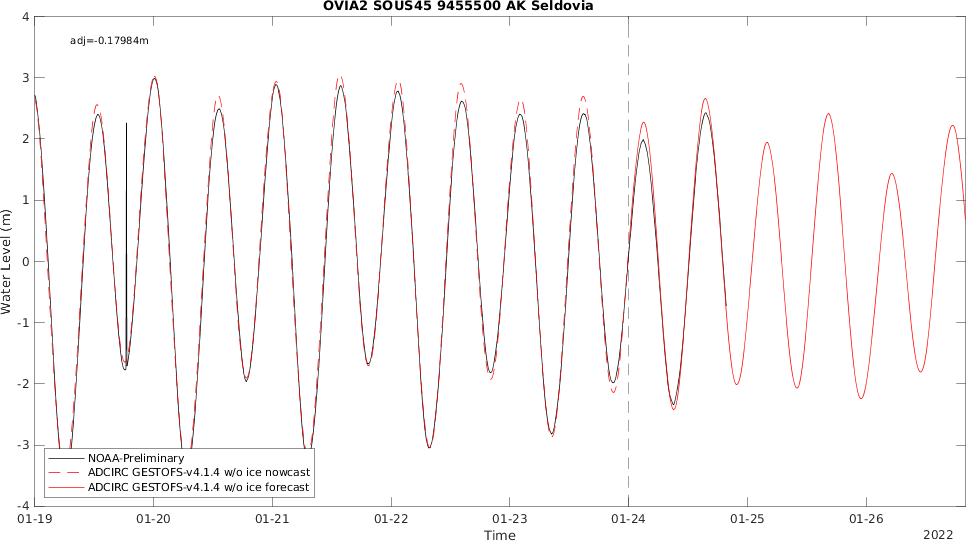 OVIA2 SOUS45 9455500 AK Seldovia
adj=-0.17984m
4
3
2
1
0
-1
-2
-3
-4
Water Level (m)
NOAA-Preliminary
ADCIRC GESTOFS-v4.1.4 w/o ice nowcast
ADCIRC GESTOFS-v4.1.4 w/o ice forecast
01-19 01-20 01-21 01-22 01-23 01-24 01-25 01-26
Time
2022